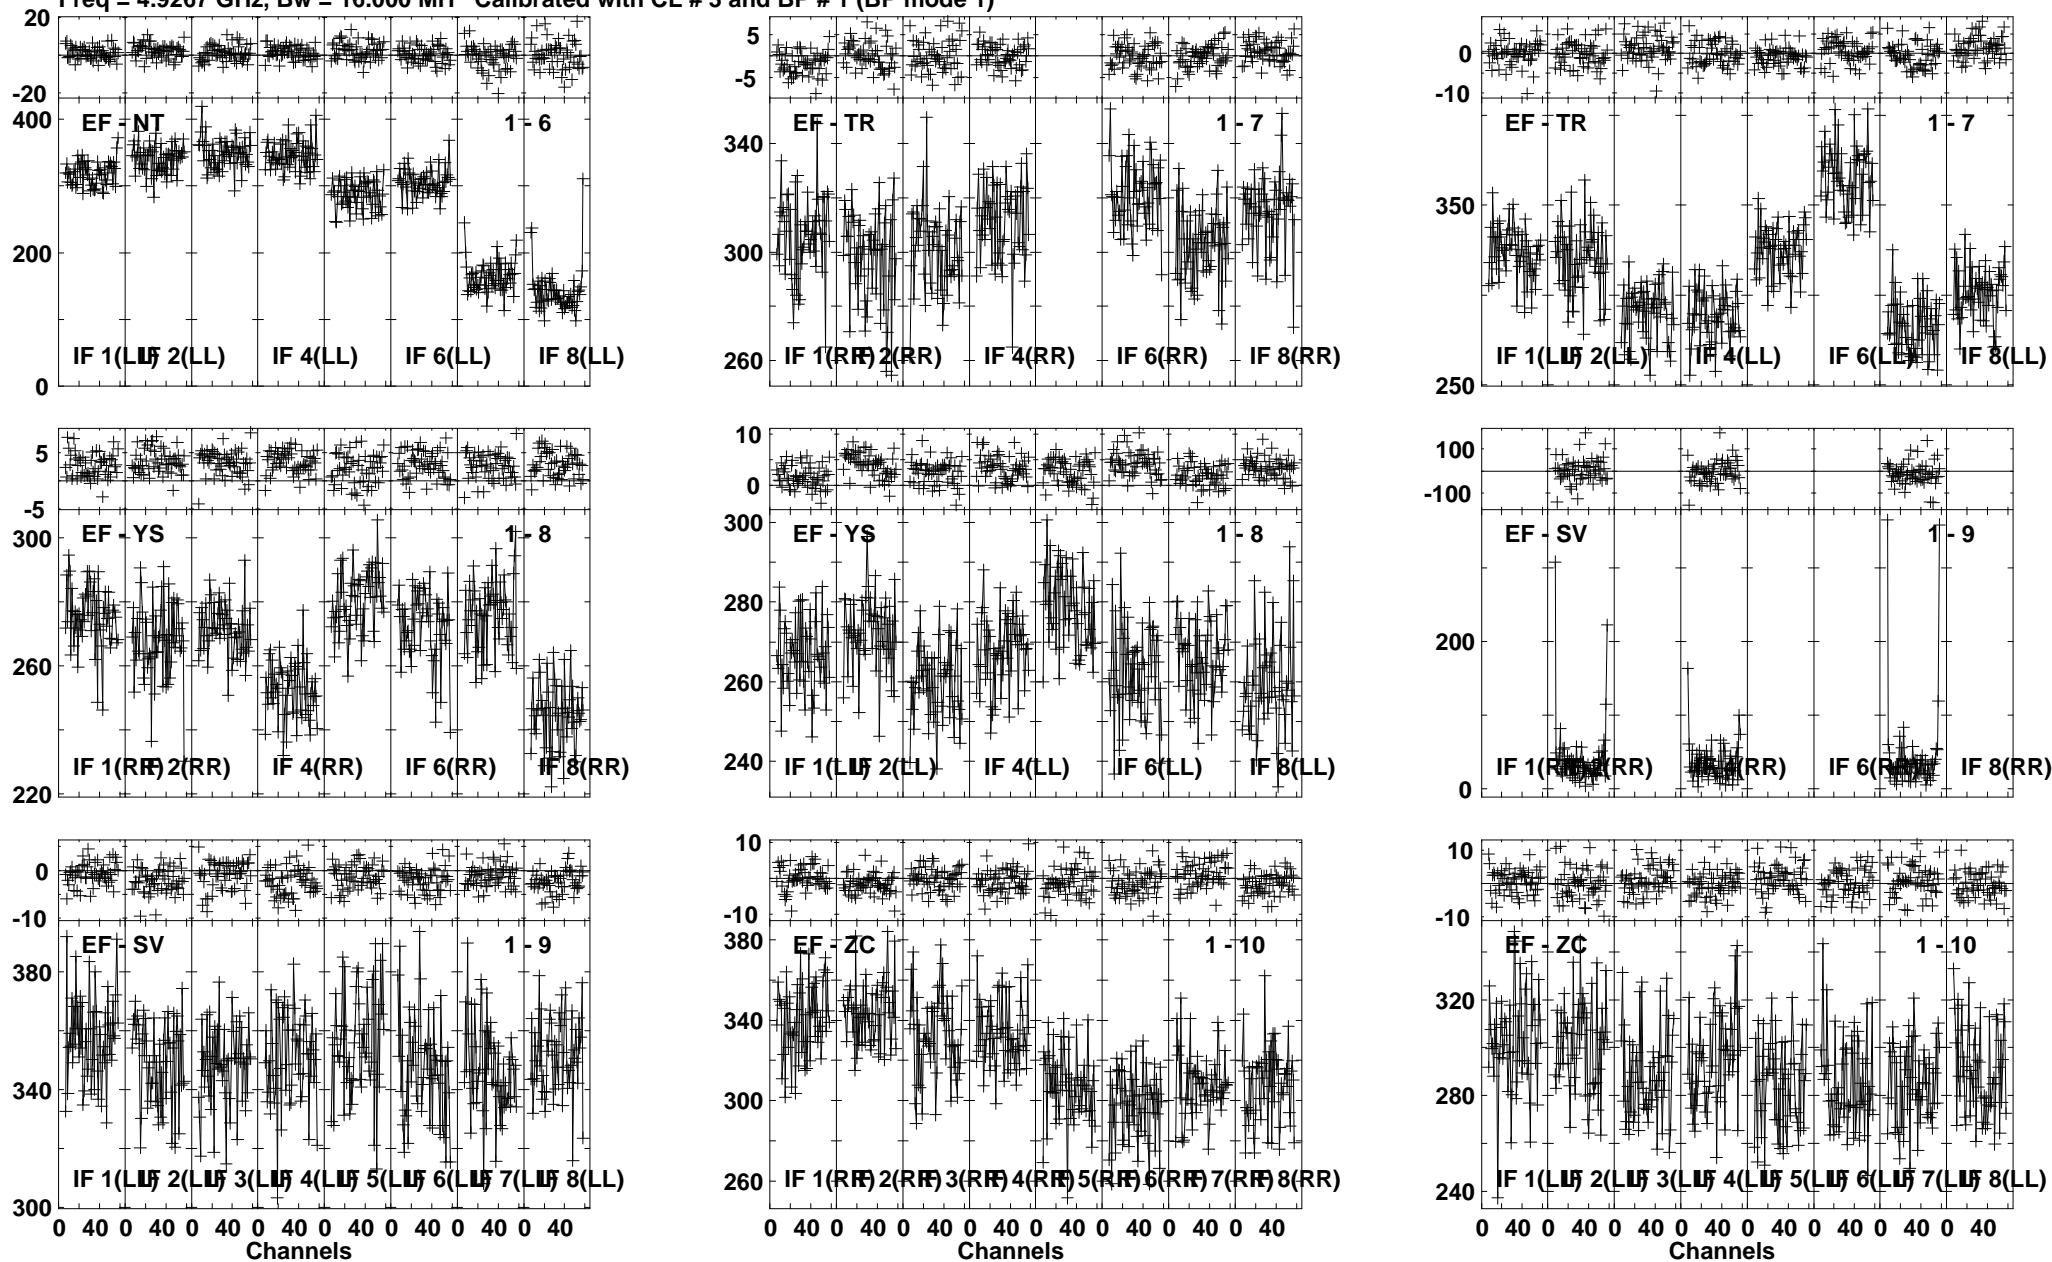 Freq = 4.9267 GHz, Bw = 16.000 MH Calibrated with CL # 3 and BP # 1 (BP mode 1)
20
-20
400
200
0
EF - NT
1 - 6
IF 1(LL)
IF 2(LL)
IF 4(LL)
IF 6(LL)
IF 8(LL)
5
-5
340
300
260
EF - TR
1 - 7
IF 1(RR)
IF 2(RR)
IF 4(RR)
IF 6(RR)
IF 8(RR)
0
-10
350
250
EF - TR
1 - 7
IF 1(LL)
IF 2(LL)
IF 4(LL)
IF 6(LL)
IF 8(LL)
5
-5
300
260
220
EF - YS
1 - 8
IF 1(RR)
IF 2(RR)
IF 4(RR)
IF 6(RR)
IF 8(RR)
10
0
300
280
260
240
EF - YS
1 - 8
IF 1(LL)
IF 2(LL)
IF 4(LL)
IF 6(LL)
IF 8(LL)
100
-100
200
0
EF - SV
1 - 9
IF 1(RR)
IF 2(RR)
IF 4(RR)
IF 6(RR)
IF 8(RR)
0
-10
380
340
300
EF - SV
1 - 9
IF 1(LL)
IF 2(LL)
IF 3(LL)
IF 4(LL)
IF 5(LL)
IF 6(LL)
IF 7(LL)
IF 8(LL)
0 40 0 40 0 40 0 40 0 40 0 40 0 40 0 40
Channels
10
-10
380
340
300
260
EF - ZC
1 - 10
IF 1(RR)
IF 2(RR)
IF 3(RR)
IF 4(RR)
IF 5(RR)
IF 6(RR)
IF 7(RR)
IF 8(RR)
0 40 0 40 0 40 0 40 0 40 0 40 0 40 0 40
Channels
10
-10
320
280
240
EF - ZC
1 - 10
IF 1(LL)
IF 2(LL)
IF 3(LL)
IF 4(LL)
IF 5(LL)
IF 6(LL)
IF 7(LL)
IF 8(LL)
0 40 0 40 0 40 0 40 0 40 0 40 0 40 0 40
Channels